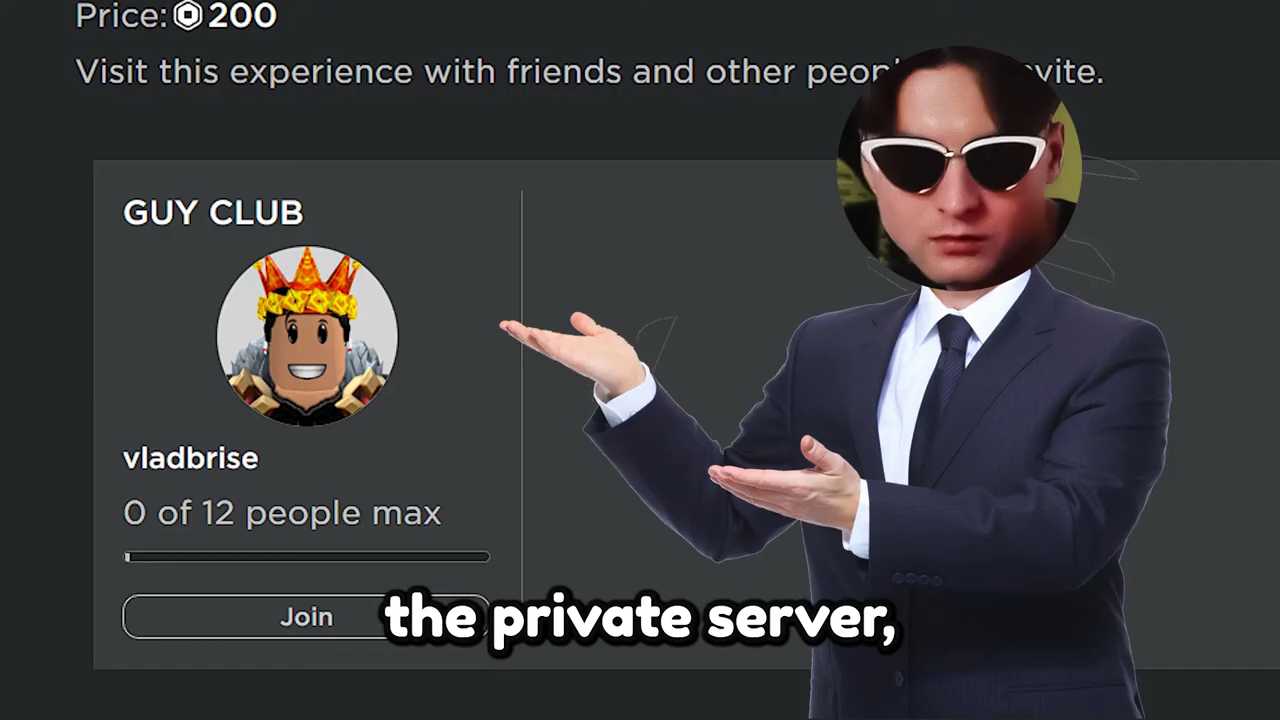 Price: 200
Visit this experience with friends and other peop vite.
GUY CLUB
vladbrise
0 of 12 people max
Join
the private server,